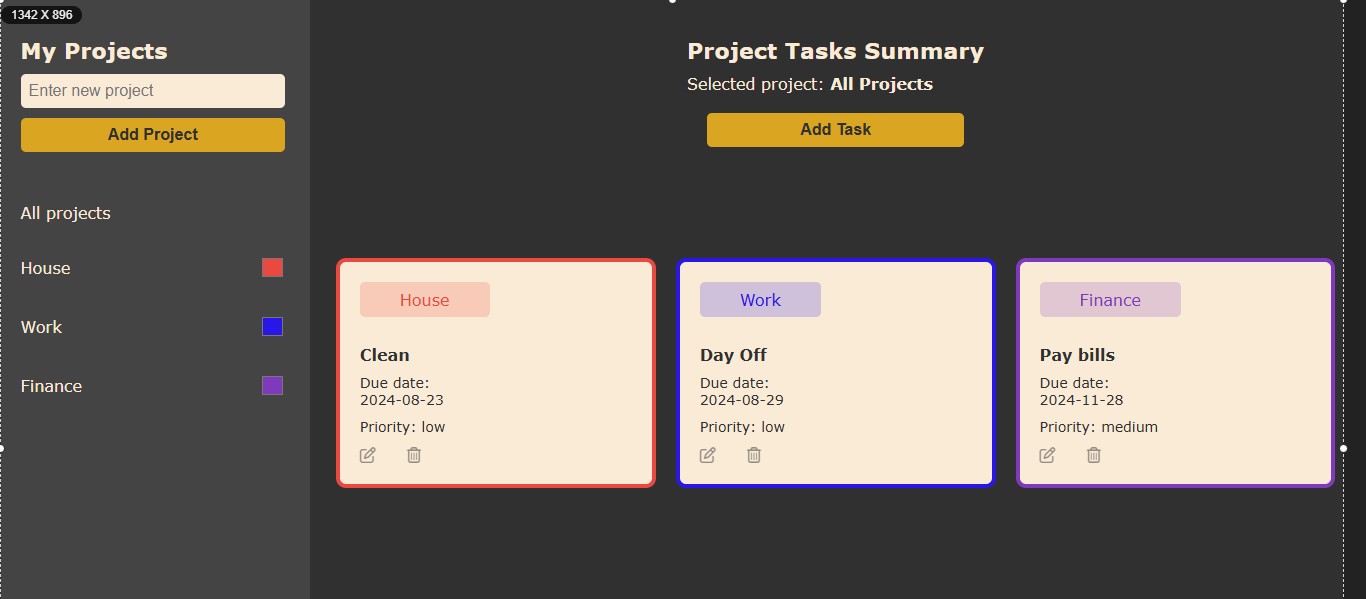 1342 X 896
My Projects
Enter new project
Add Project
All projects
House
Work
Finance
Project Tasks Summary
Selected project: All Projects
Add Task
House
Clean
Due date:
2024-08-23
Priority: low
Work
Day Off
Due date:
2024-08-29
Priority: low
Finance
Pay bills
Due date:
2024-11-28
Priority: medium